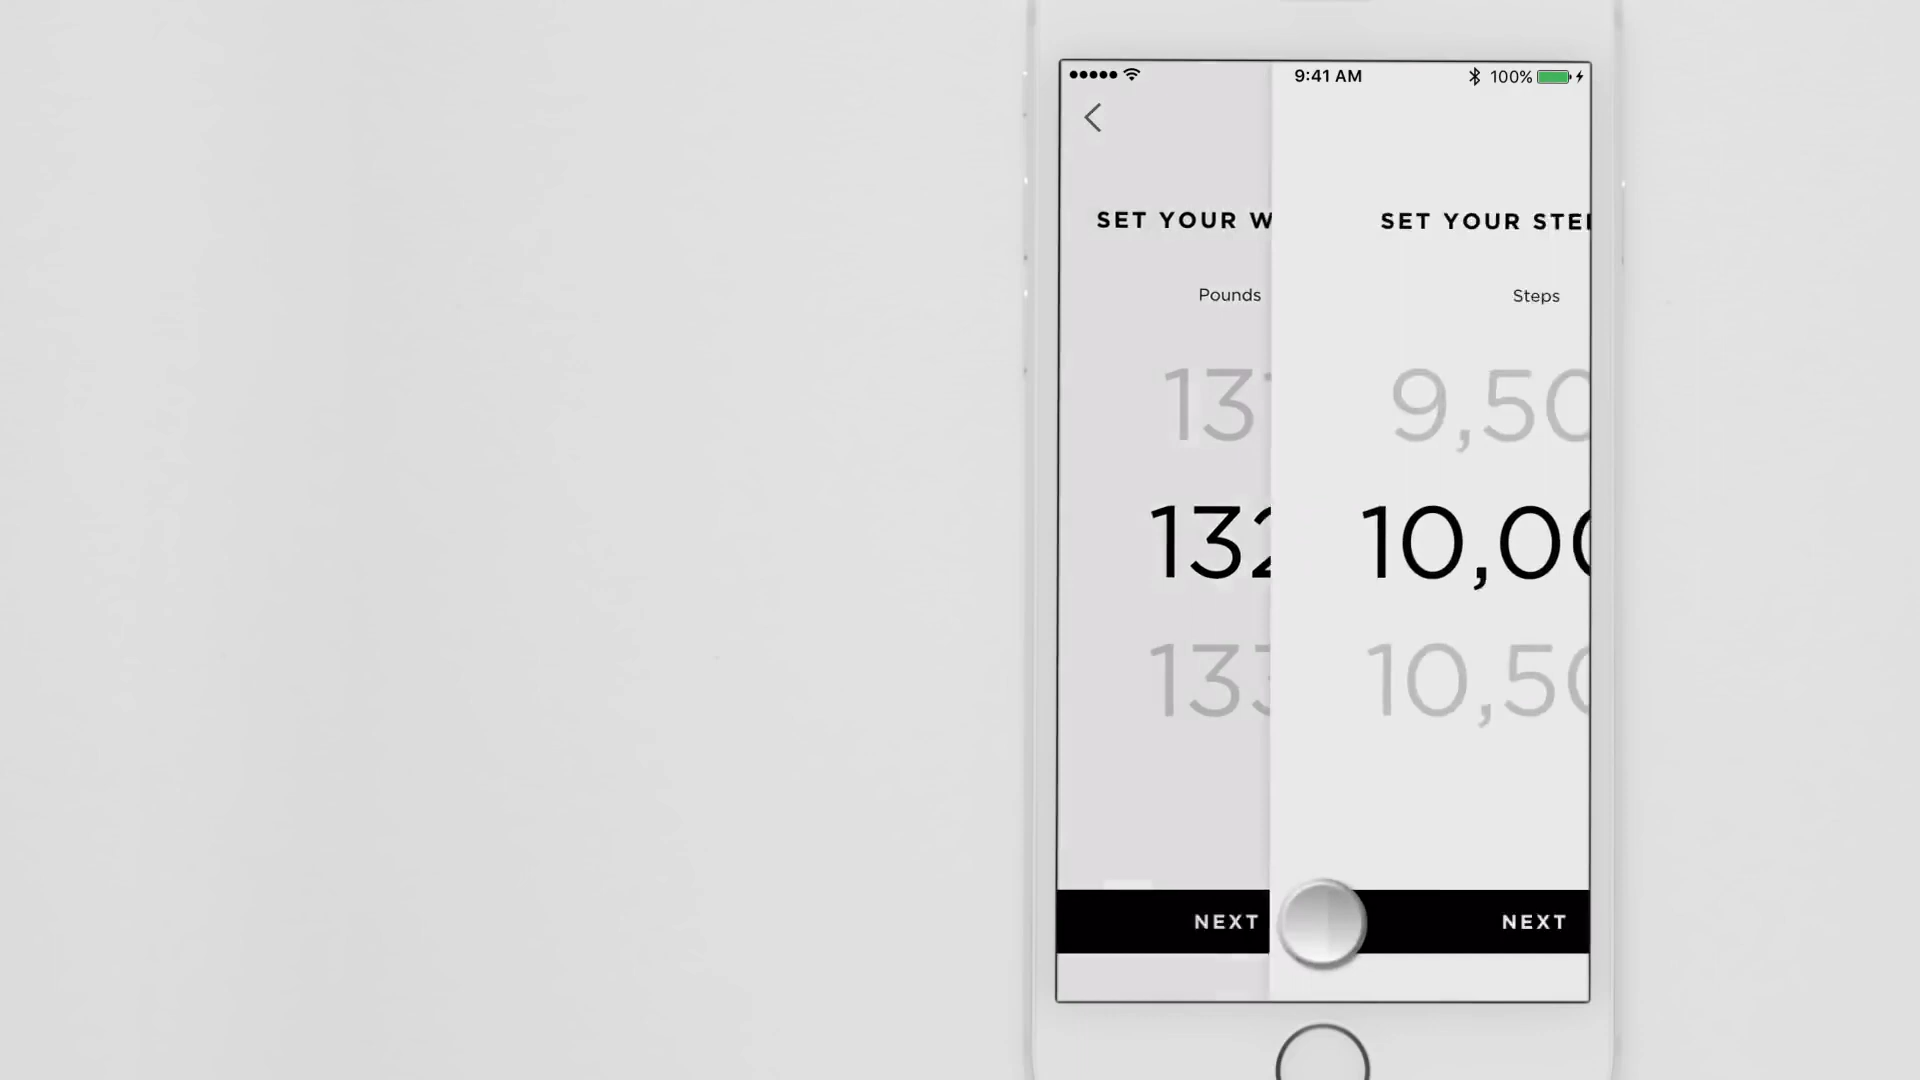 9:41 AM
100%
SET YOUR W
Pounds
13
132
133
NEXT
SET YOUR STE
Steps
9,50
10,00
10,50
NEXT